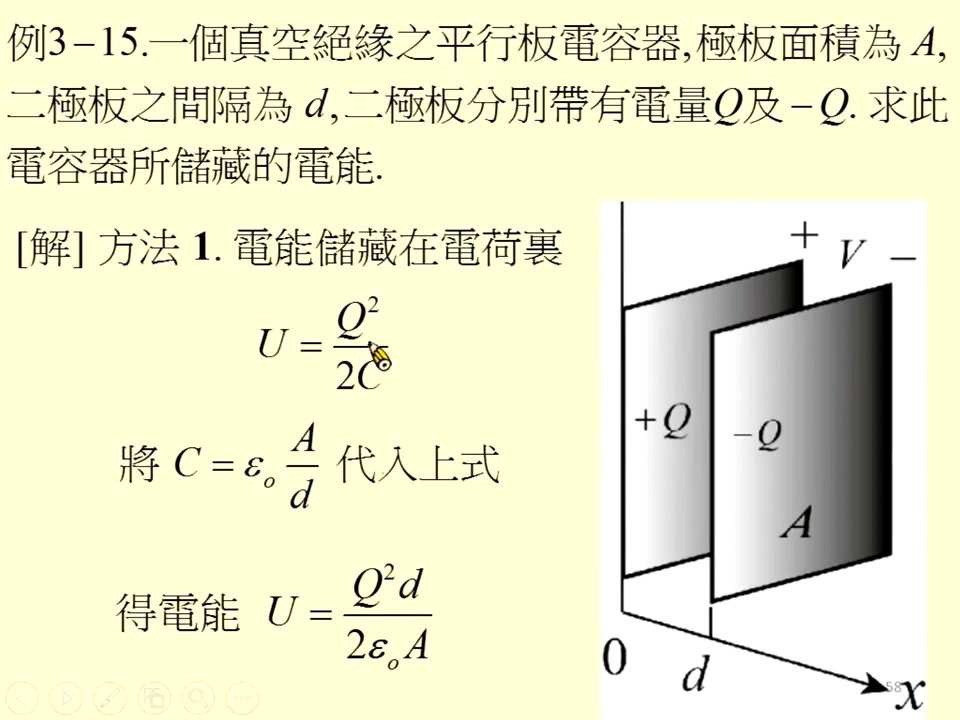 例3－15.一個真空絕緣之平行板電容器,極板面積為 A,
二極板之間隔為 d,二極板分別帶有電量Q及－Q. 求此
電容器所儲藏的電能.
[解] 方法 1. 電能儲藏在電荷裏
U = Q²/2C
將 C = εₒ A/d 代入上式
得電能 U = Q²d/2εₒA
+ V −
+Q
−Q
A
0
d
x
58